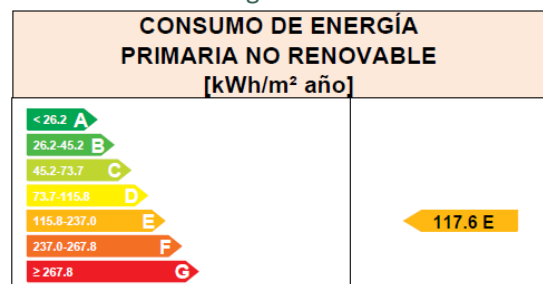 CONSUMO DE ENERGÍA
PRIMARIA NO RENOVABLE
[kWh/m² año]
< 26.2 A
26.2-45.2 B
45.2-73.7 C
73.7-115.8 D
115.8-237.0 E
117.6 E
237.0-267.8 F
≥ 267.8 G